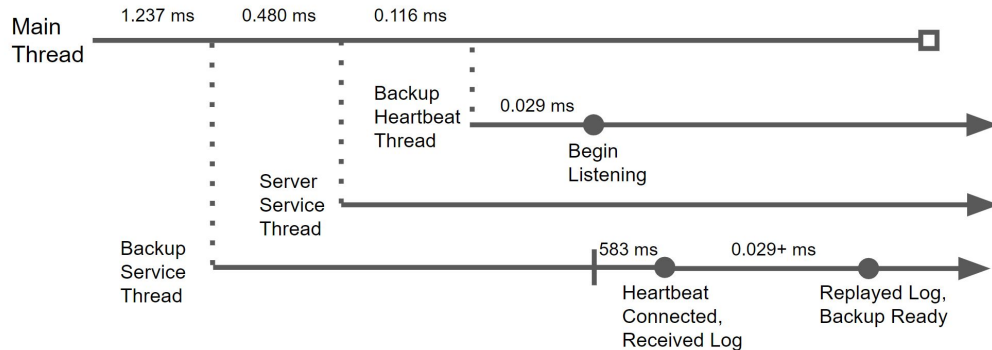 1.237 ms
0.480 ms
0.116 ms
Main
Thread
Backup
Heartbeat
Thread
0.029 ms
Begin
Listening
Server
Service
Thread
Backup
Service
Thread
583 ms
0.029+ ms
Heartbeat
Connected,
Received Log
Replayed Log,
Backup Ready